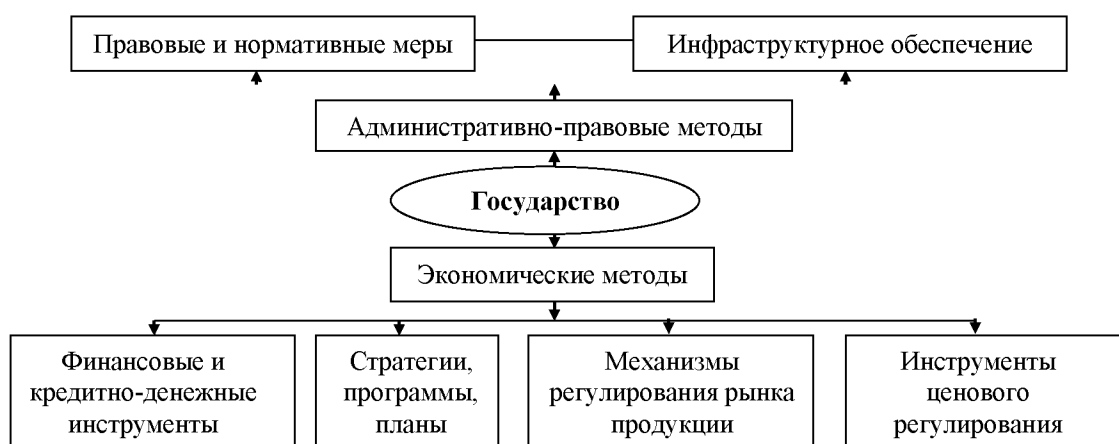 Правовые и нормативные меры
Инфраструктурное обеспечение
Административно-правовые методы
Государство
Экономические методы
Финансовые и
кредитно-денежные
инструменты
Стратегии,
программы,
планы
Механизмы
регулирования рынка
продукции
Инструменты
ценового
регулирования